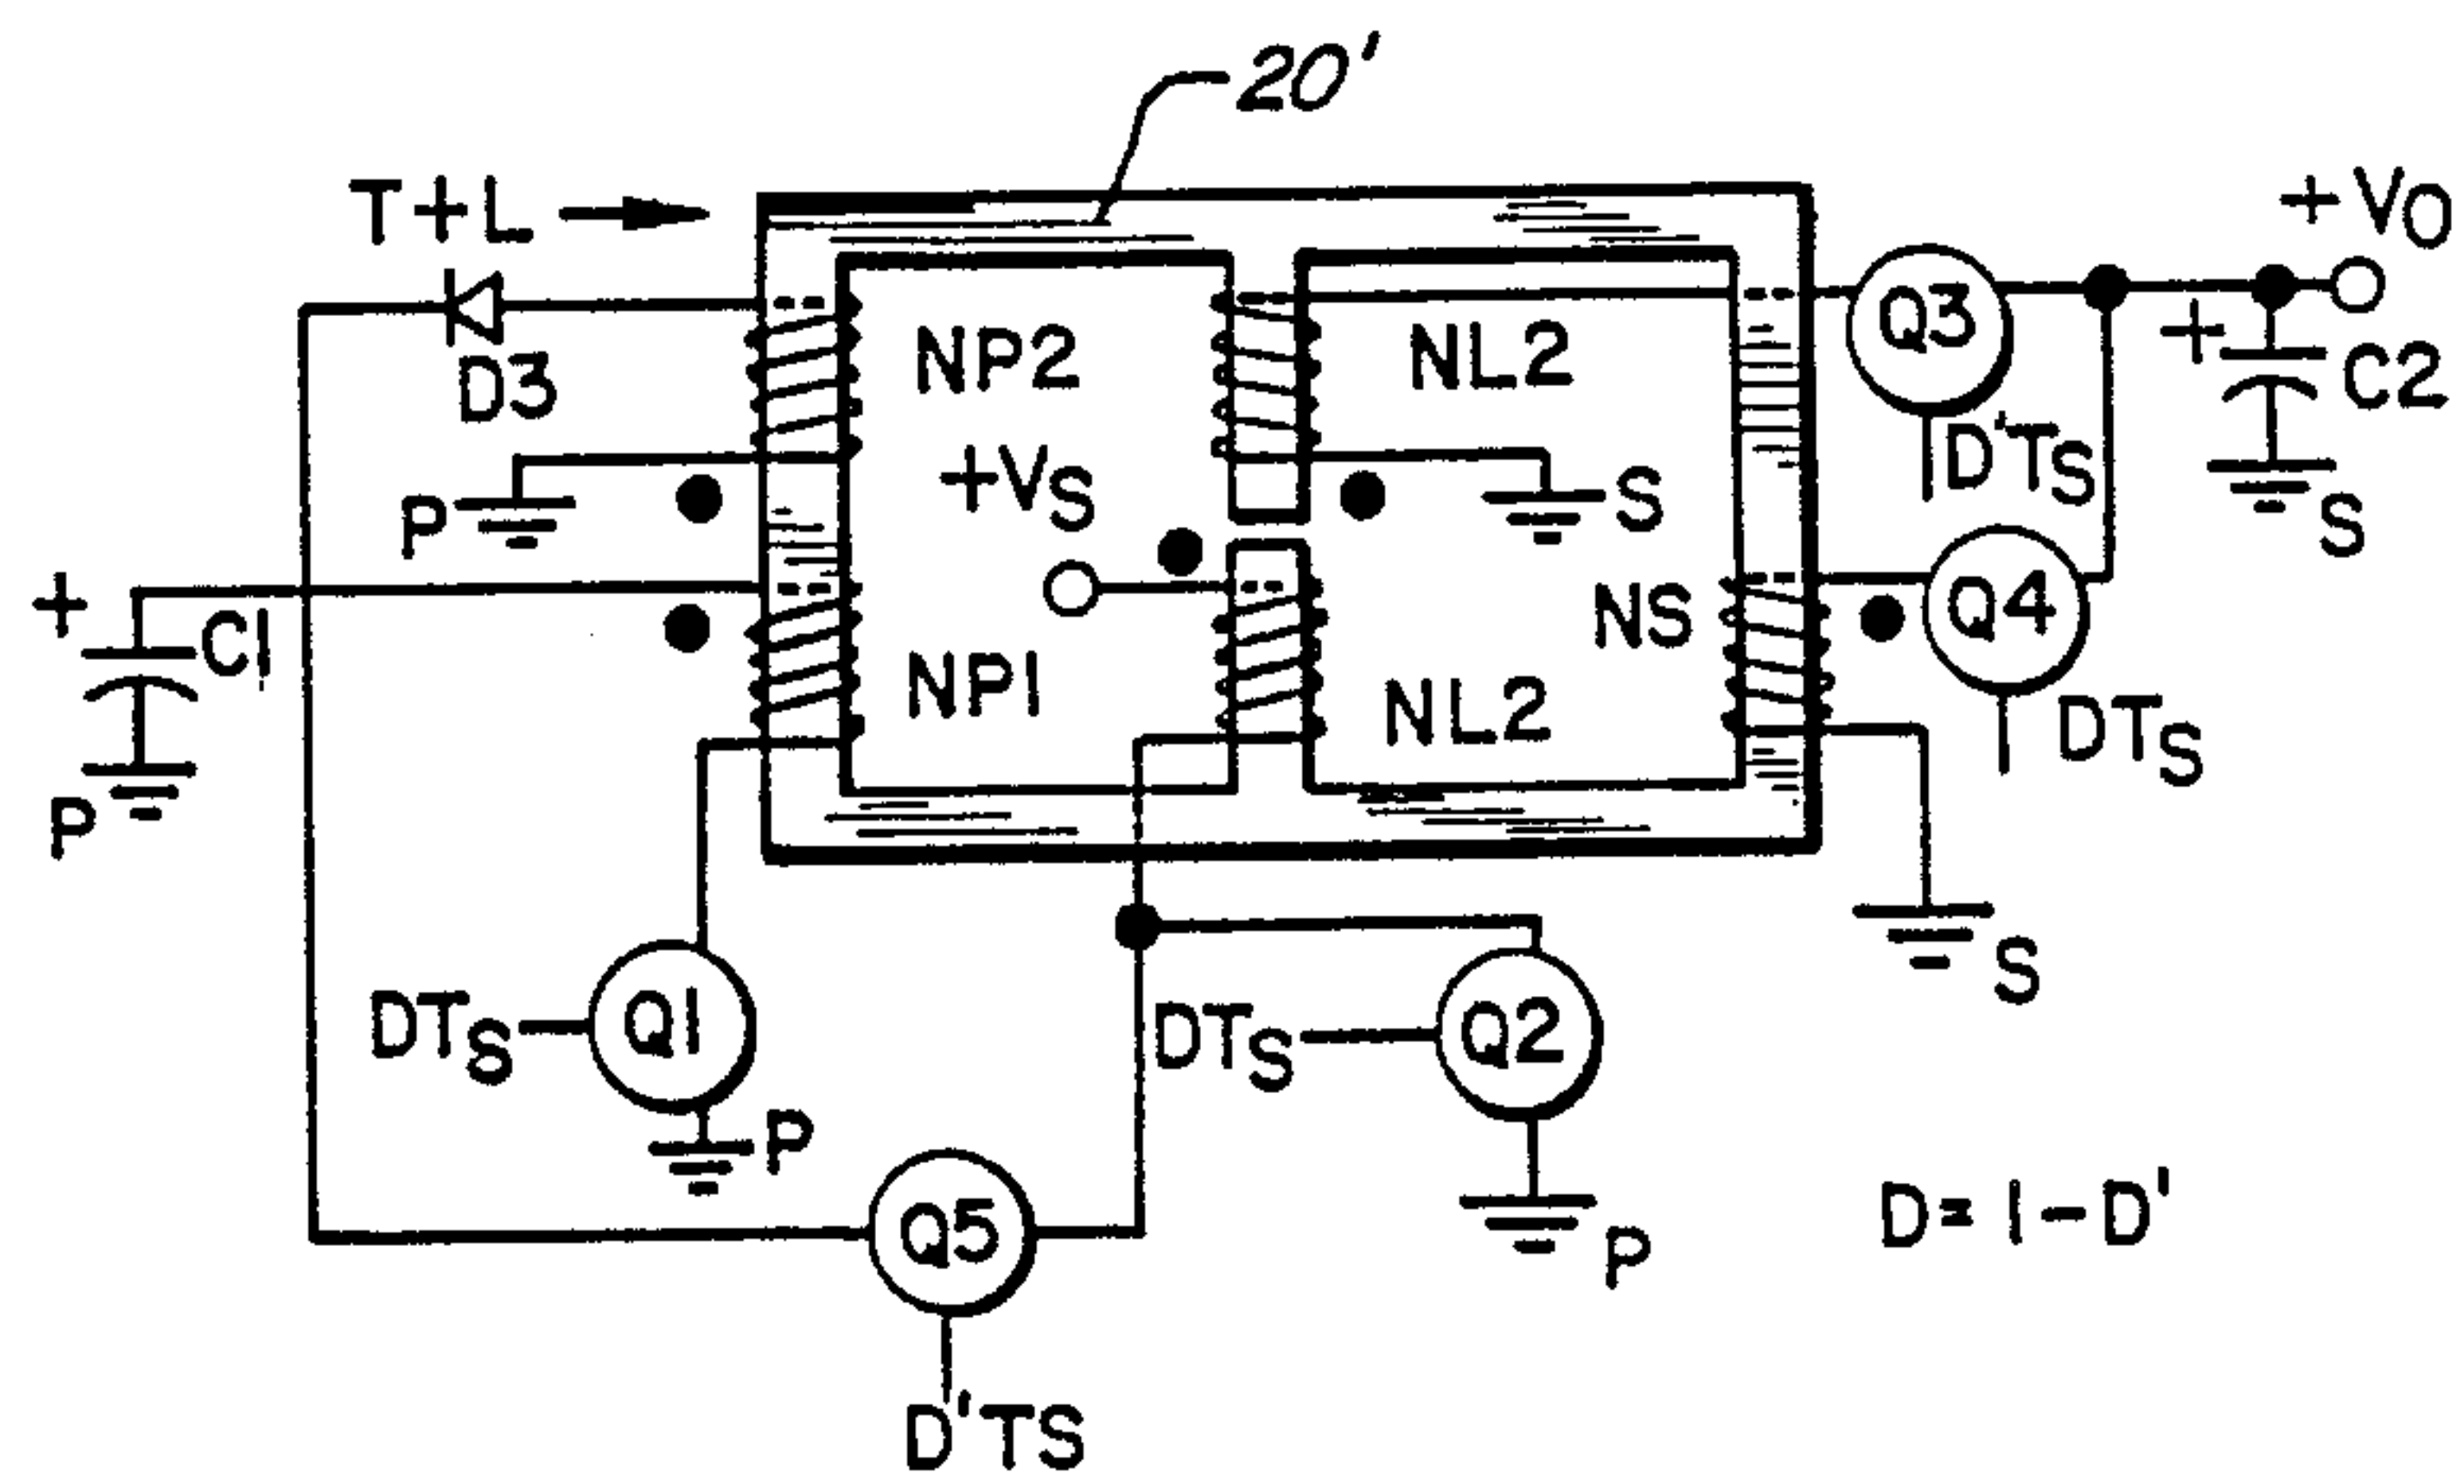 20'
T+L
+VO
D3
NP2
NL2
Q3
+
C2
D'TS
+VS
P
S
S
+
C1
NP1
NL2
NS
Q4
DTS
P
S
DTS
Q1
DTS
Q2
P
Q5
P
D=1-D'
D'TS